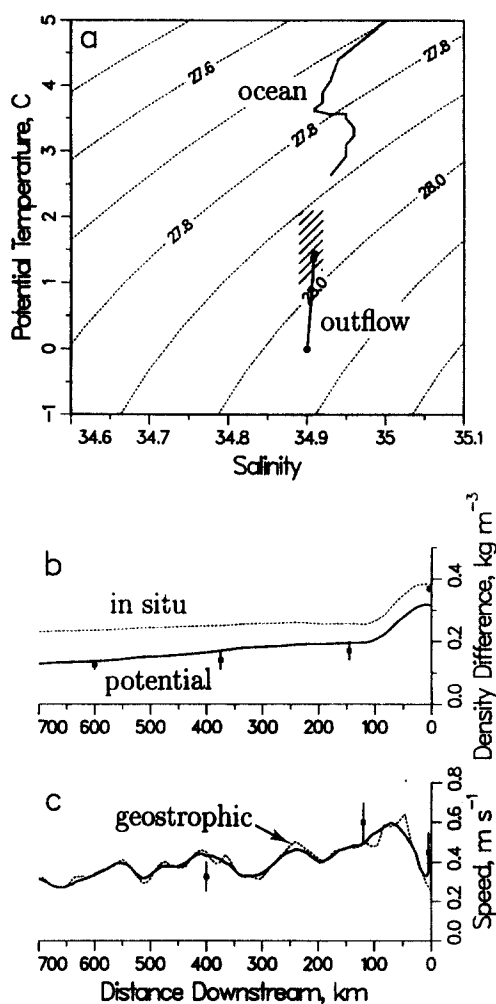 a
5
4
3
2
1
0
-1
Potential Temperature, C
27.6
27.8
27.8
27.8
28.0
28.0
ocean
outflow
34.6 34.7 34.8 34.9 35 35.1
Salinity
b
in situ
potential
0.4
0.2
0.0
Density Difference, kg m⁻³
700 600 500 400 300 200 100 0
c
geostrophic
0.8
0.6
0.4
0.2
0.0
Speed, m s⁻¹
700 600 500 400 300 200 100 0
Distance Downstream, km